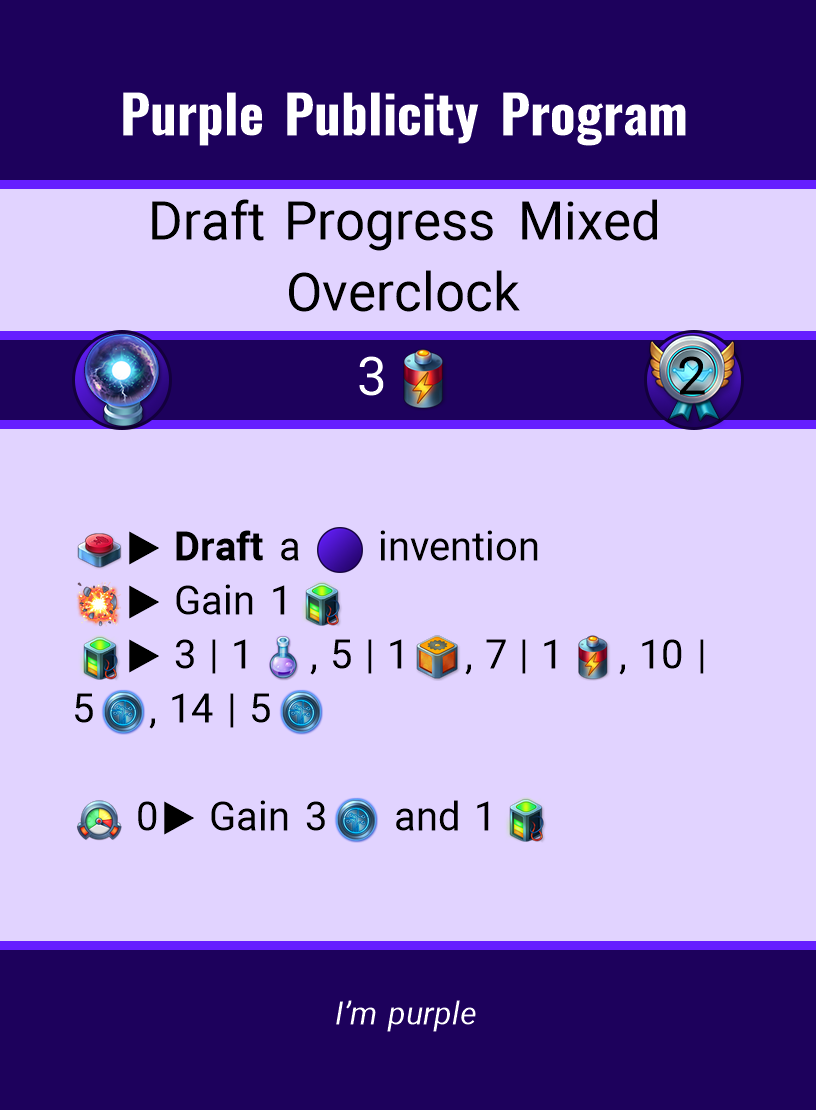 Purple Publicity Program
Draft Progress Mixed
Overclock
3
2
Draft a invention
Gain 1
3 | 1 , 5 | 1 , 7 | 1 , 10 |
5 , 14 | 5
0 Gain 3 and 1
I'm purple